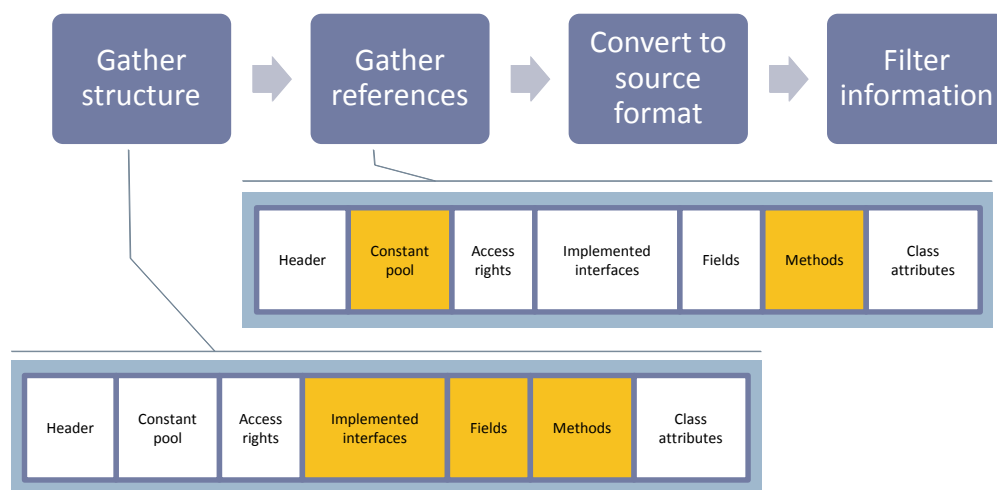 Gather
structure
Gather
references
Convert to
source
format
Filter
information
Header
Constant
pool
Access
rights
Implemented
interfaces
Fields
Methods
Class
attributes
Header
Constant
pool
Access
rights
Implemented
interfaces
Fields
Methods
Class
attributes